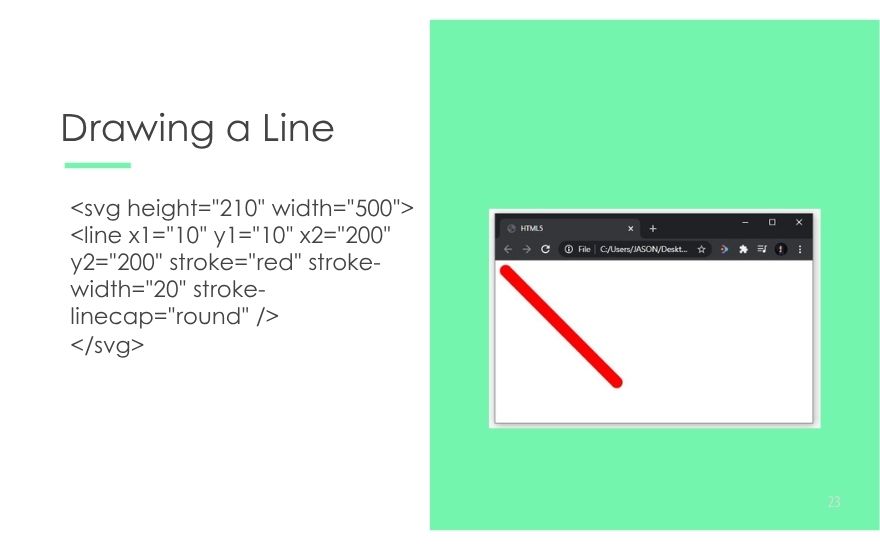 Drawing a Line
<svg height="210" width="500">
<line x1="10" y1="10" x2="200"
y2="200" stroke="red" stroke-
width="20" stroke-
linecap="round" />
</svg>
HTML5
File | C:/Users/JASON/Deskt...
23